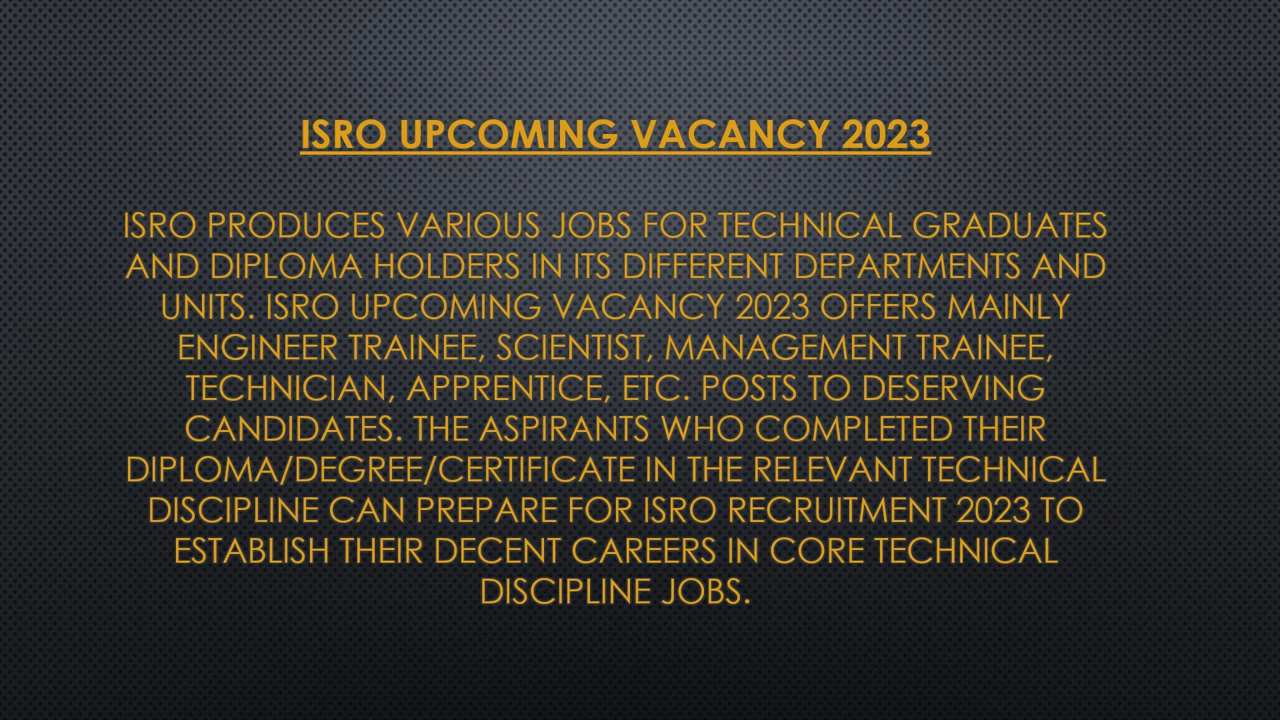 ISRO UPCOMING VACANCY 2023
ISRO PRODUCES VARIOUS JOBS FOR TECHNICAL GRADUATES
AND DIPLOMA HOLDERS IN ITS DIFFERENT DEPARTMENTS AND
UNITS. ISRO UPCOMING VACANCY 2023 OFFERS MAINLY
ENGINEER TRAINEE, SCIENTIST, MANAGEMENT TRAINEE,
TECHNICIAN, APPRENTICE, ETC. POSTS TO DESERVING
CANDIDATES. THE ASPIRANTS WHO COMPLETED THEIR
DIPLOMA/DEGREE/CERTIFICATE IN THE RELEVANT TECHNICAL
DISCIPLINE CAN PREPARE FOR ISRO RECRUITMENT 2023 TO
ESTABLISH THEIR DECENT CAREERS IN CORE TECHNICAL
DISCIPLINE JOBS.